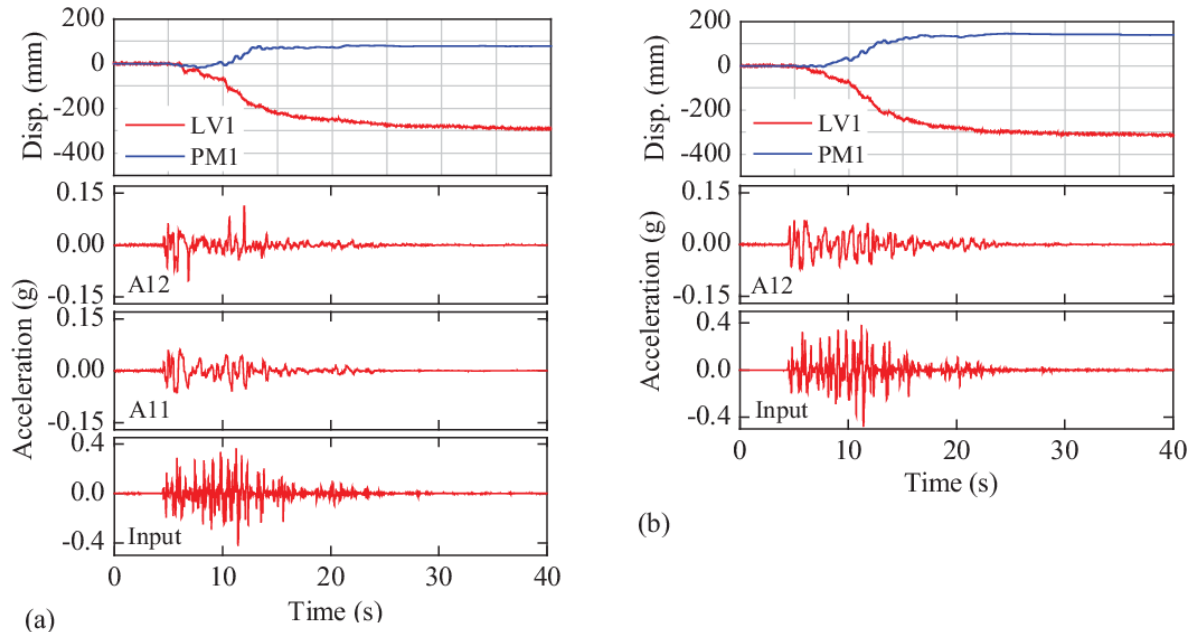 200
0
-200
-400
Disp. (mm)
LV1
PM1
0.15
0.00
-0.15
A12
0.15
0.00
-0.15
A11
Acceleration (g)
0.4
0.0
-0.4
Input
0 10 20 30 40
Time (s)
(a)
200
0
-200
-400
Disp. (mm)
LV1
PM1
0.15
0.00
-0.15
A12
Acceleration (g)
0.4
0.0
-0.4
Input
0 10 20 30 40
Time (s)
(b)